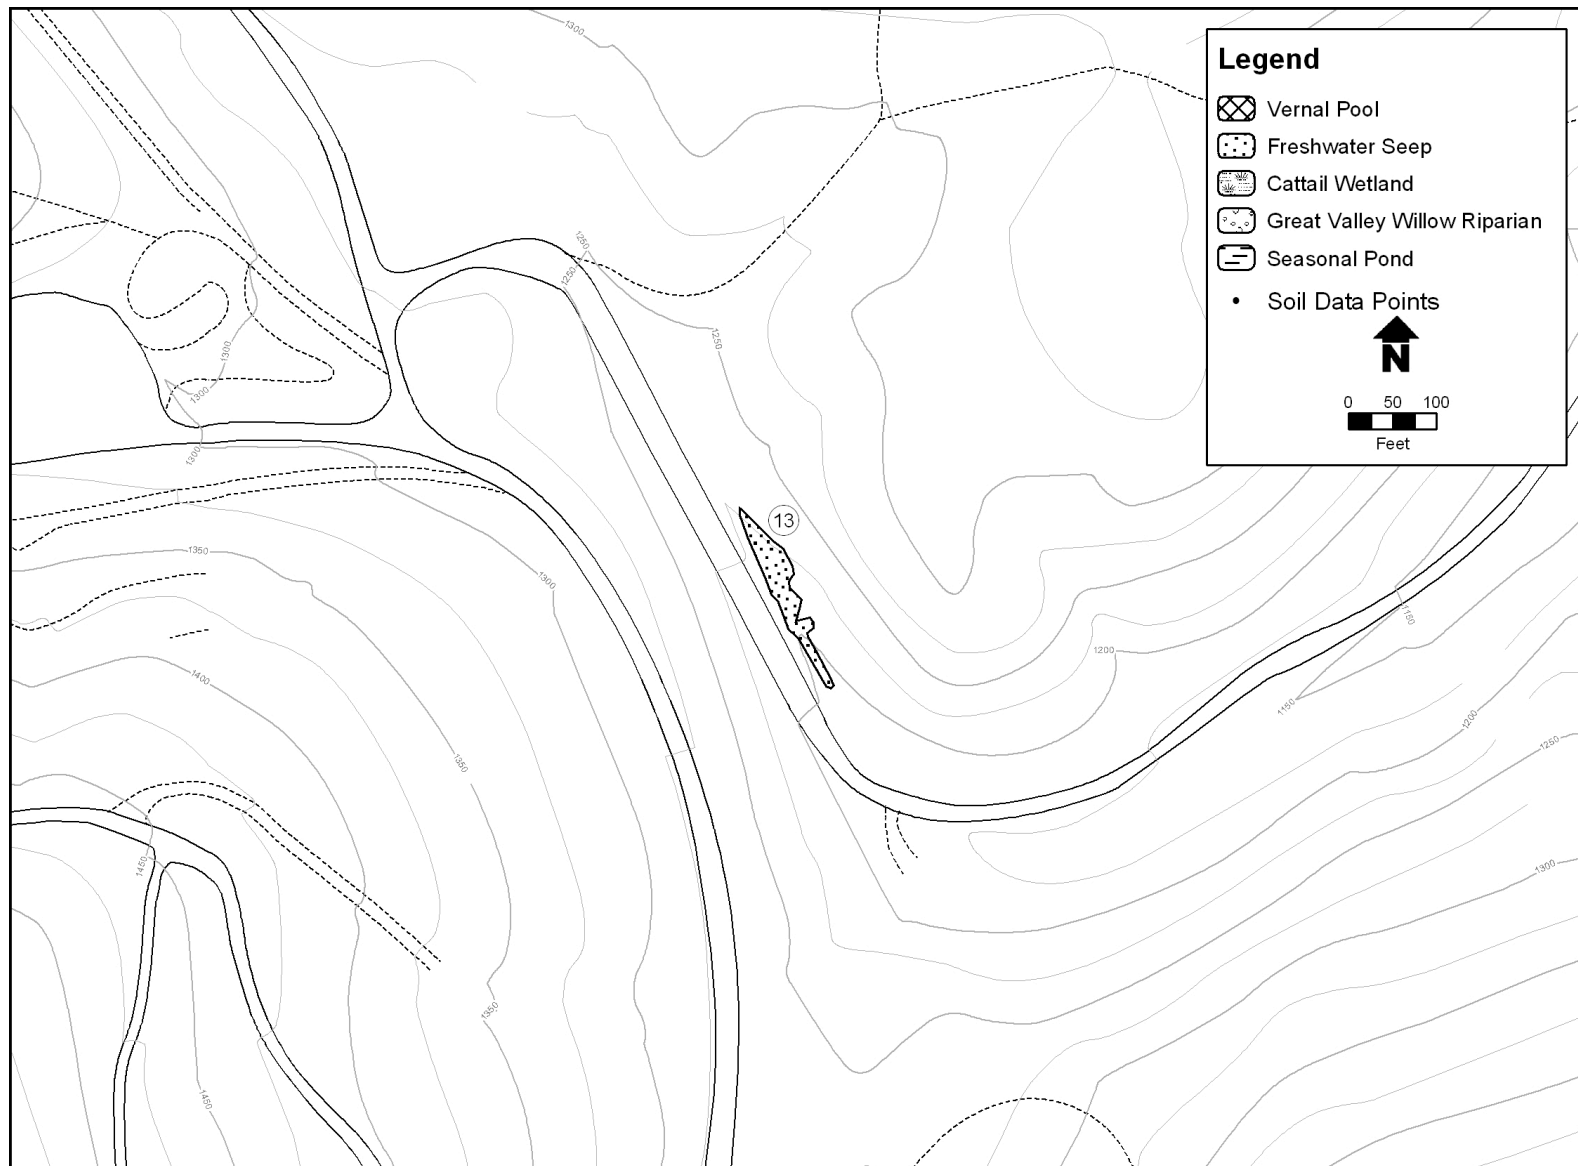 1300
Legend
Vernal Pool
Freshwater Seep
Cattail Wetland
Great Valley Willow Riparian
Seasonal Pond
Soil Data Points
N
0 50 100
Feet
1250
1250
1250
1300
1300
1300
13
1350
1300
1150
1200
1400
1150
1200
1250
1350
1450
1300
1350
1450